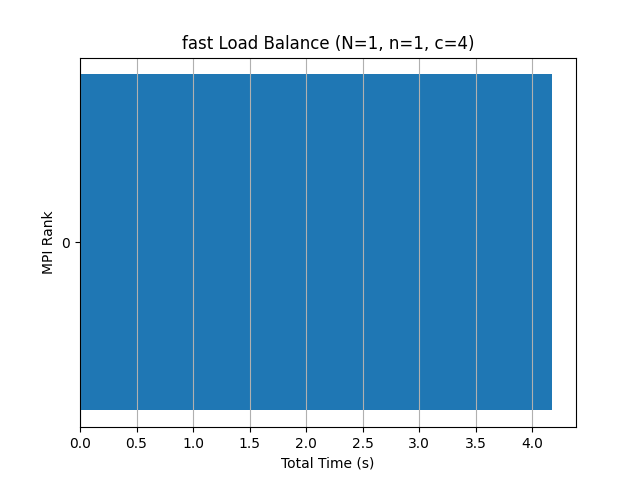 fast Load Balance (N=1, n=1, c=4)
MPI Rank
0
0.0 0.5 1.0 1.5 2.0 2.5 3.0 3.5 4.0
Total Time (s)